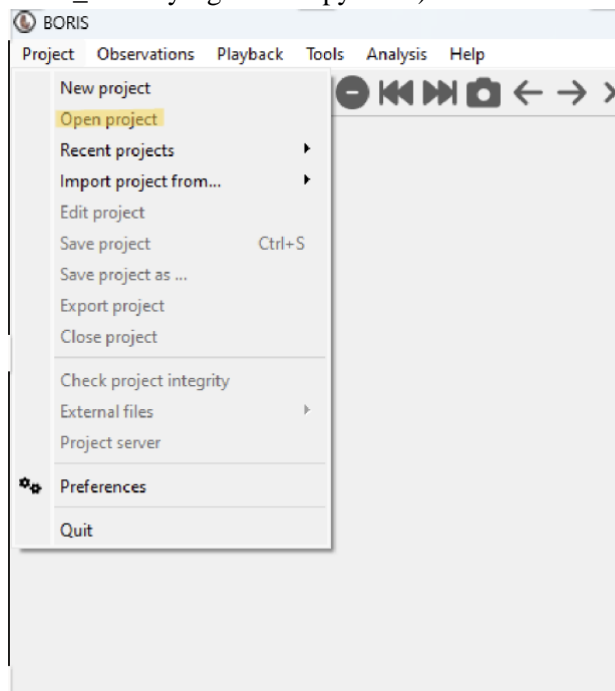 BORIS
Project Observations Playback Tools Analysis Help
New project
Open project
Recent projects
Import project from...
Edit project
Save project Ctrl+S
Save project as ...
Export project
Close project
Check project integrity
External files
Project server
Preferences
Quit